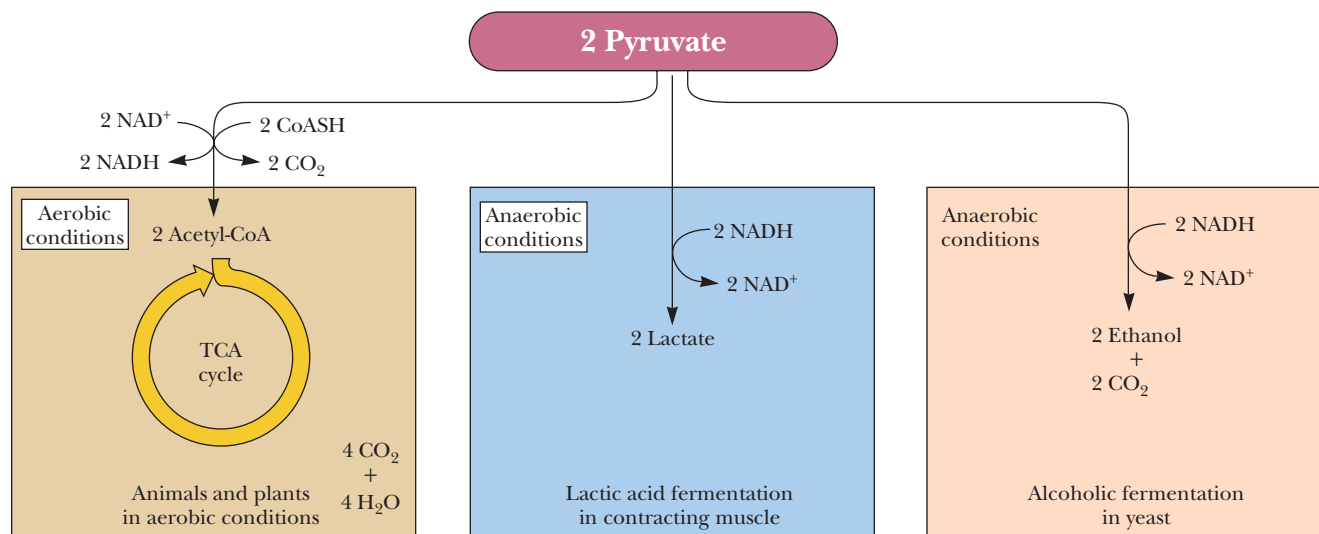 2 Pyruvate
2 NAD⁺
2 CoASH
2 NADH
2 CO₂
Aerobic
conditions
2 Acetyl-CoA
TCA
cycle
4 CO₂
+
4 H₂O
Animals and plants
in aerobic conditions
Anaerobic
conditions
2 NADH
2 NAD⁺
2 Lactate
Lactic acid fermentation
in contracting muscle
Anaerobic
conditions
2 NADH
2 NAD⁺
2 Ethanol
+
2 CO₂
Alcoholic fermentation
in yeast